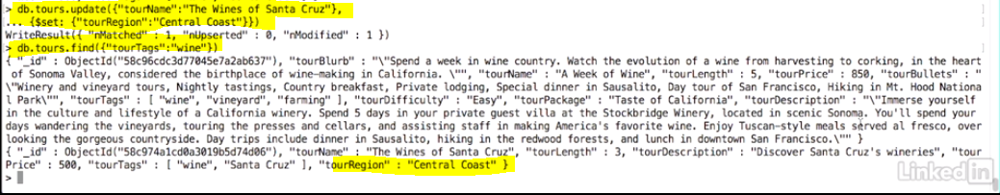 > db.tours.update({"tourName":"The Wines of Santa Cruz"},
... {$set: {"tourRegion":"Central Coast"}})
WriteResult({ "nMatched" : 1, "nUpserted" : 0, "nModified" : 1 })
> db.tours.find({"tourTags":"wine"})
{ "_id" : ObjectId("58c96cdc3d77045e7a2ab637"), "tourBlurb" : "\"Spend a week in wine country. Watch the evolution of a wine from harvesting to corking, in the heart
of Sonoma Valley, considered the birthplace of wine-making in California. \"", "tourName" : "A Week of Wine", "tourLength" : 5, "tourPrice" : 850, "tourBullets" : "
\"Winery and vineyard tours, Nightly tastings, Country breakfast, Private lodging, Special dinner in Sausalito, Day tour of San Francisco, Hiking in Mt. Hood Nationa
l Park\"", "tourTags" : [ "wine", "vineyard", "farming" ], "tourDifficulty" : "Easy", "tourPackage" : "Taste of California", "tourDescription" : "\"Immerse yourself
in the culture and lifestyle of a California winery. Spend 5 days in your private guest villa at the Stockbridge Winery, located in scenic Sonoma. You'll spend your
days wandering the vineyards, touring the presses and cellars, and assisting staff in making America's favorite wine. Enjoy Tuscan-style meals served al fresco, over
looking the gorgeous countryside. Day trips include dinner in Sausalito, hiking in the redwood forests, and lunch in downtown San Francisco.\"" }
{ "_id" : ObjectId("58c974a1cd0a3019b5d74d06"), "tourName" : "The Wines of Santa Cruz", "tourLength" : 3, "tourDescription" : "Discover Santa Cruz's wineries", "tour
Price" : 500, "tourTags" : [ "wine", "Santa Cruz" ], "tourRegion" : "Central Coast" }
>
Linked in